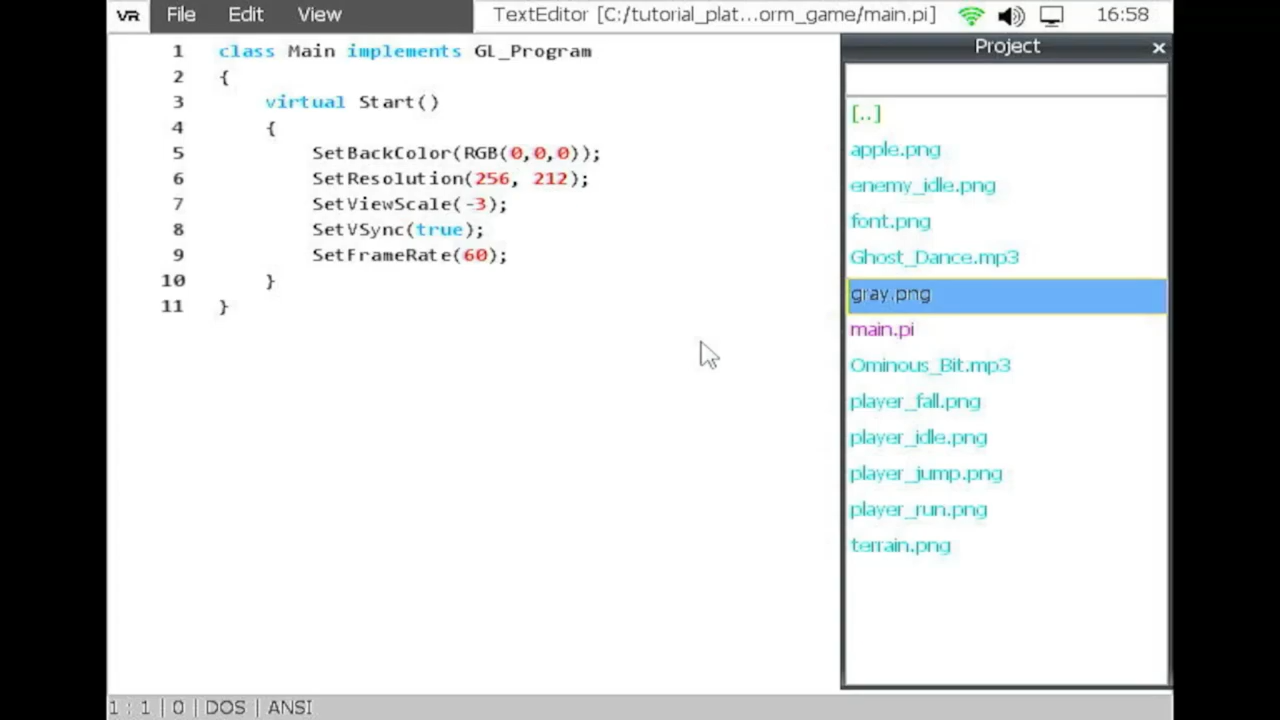 VR File Edit View TextEditor [C:/tutorial_plat...orm_game/main.pi] 16:58
1 class Main implements GL_Program
2 {
3 virtual Start()
4 {
5 SetBackColor(RGB(0,0,0));
6 SetResolution(256, 212);
7 SetViewScale(-3);
8 SetVSync(true);
9 SetFrameRate(60);
10 }
11 }
Project
[..]
apple.png
enemy_idle.png
font.png
Ghost_Dance.mp3
gray.png
main.pi
Ominous_Bit.mp3
player_fall.png
player_idle.png
player_jump.png
player_run.png
terrain.png
1 : 1 | 0 | DOS | ANSI